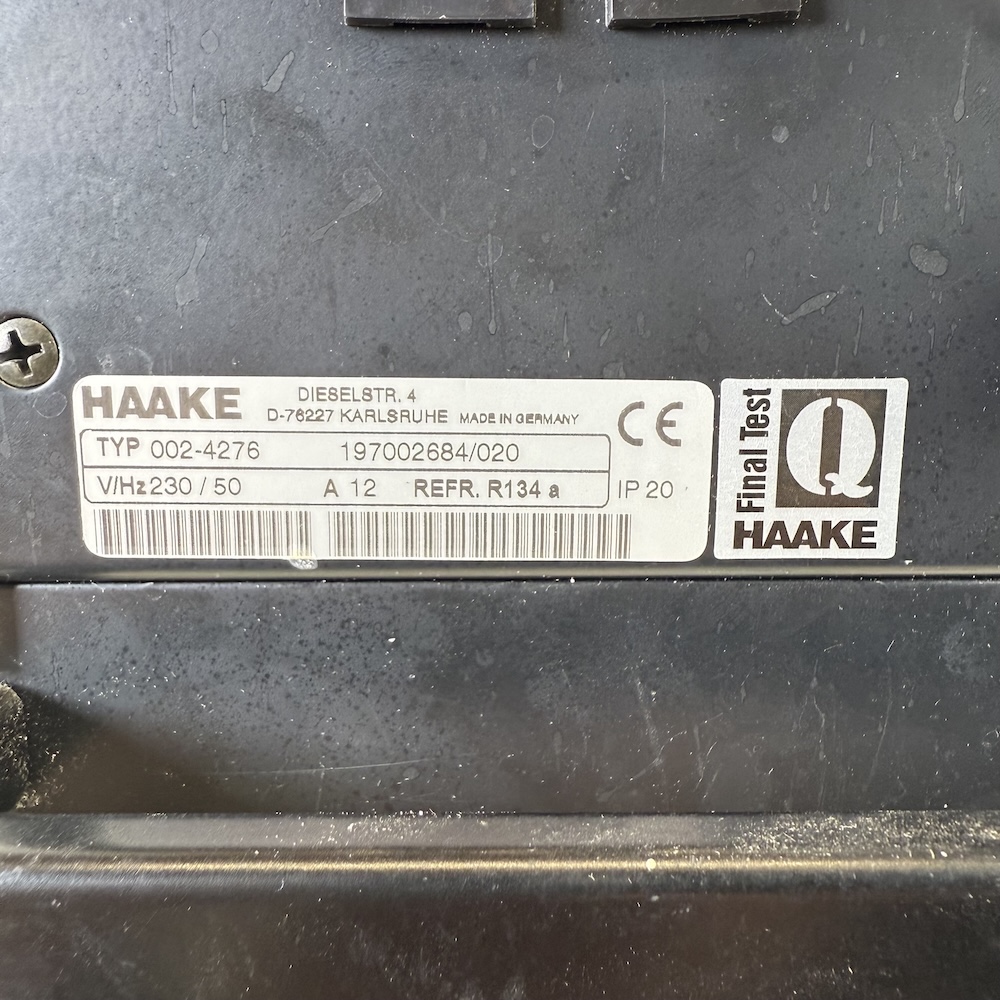 HAAKE
DIESELSTR. 4
D-76227 KARLSRUHE MADE IN GERMANY
CE
TYP 002-4276 197002684/020
V/Hz 230 / 50 A 12 REFR. R134 a IP 20
Final Test
Q
HAAKE